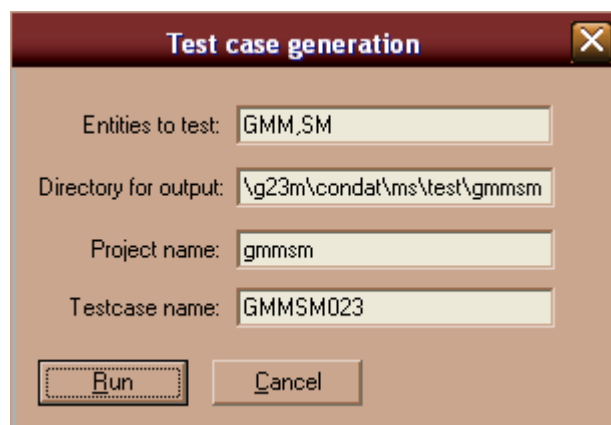 Test case generation
Entities to test: GMM,SM
Directory for output: \g23m\condat\ms\test\gmmsm
Project name: gmmsm
Testcase name: GMMSM023
Run Cancel